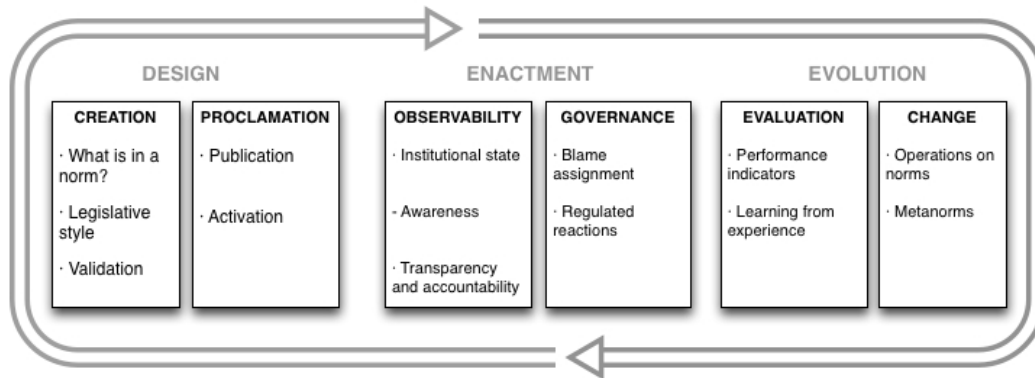 DESIGN
ENACTMENT
EVOLUTION
CREATION
· What is in a
norm?
· Legislative
style
· Validation
PROCLAMATION
· Publication
· Activation
OBSERVABILITY
· Institutional state
- Awareness
· Transparency
and accountability
GOVERNANCE
· Blame
assignment
· Regulated
reactions
EVALUATION
· Performance
indicators
· Learning from
experience
CHANGE
· Operations on
norms
· Metanorms